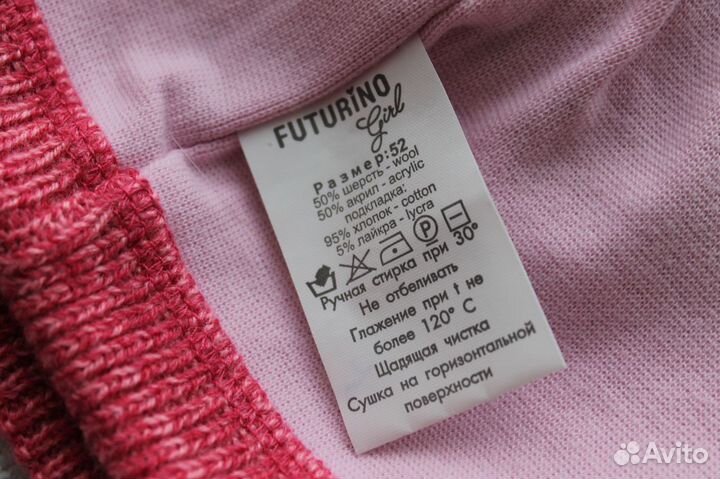 FUTURINO
Girl
Размер:52
50% шерсть - wool
50% акрил - acrylic
подкладка:
95% хлопок - cotton
5% лайкра - lycra
P
Ручная стирка при 30°
Не отбеливать
Глажение при t не
более 120° С
Щадящая чистка
Сушка на горизонтальной
поверхности
Avito